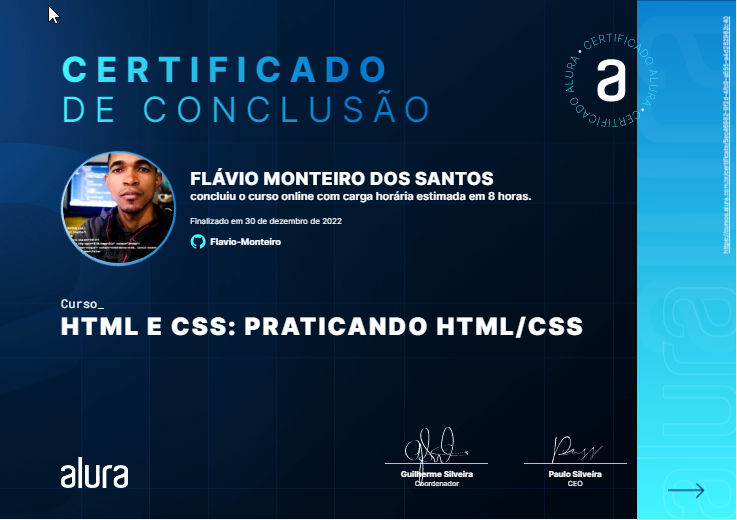 CERTIFICADO
DE CONCLUSÃO
CERTIFICADO ALURA • CERTIFICADO ALURA •
a
FLÁVIO MONTEIRO DOS SANTOS
concluiu o curso online com carga horária estimada em 8 horas.
Finalizado em 30 de dezembro de 2022
Flavio-Monteiro
Curso_
HTML E CSS: PRATICANDO HTML/CSS
Guilherme Silveira
Coordenador
Paulo Silveira
CEO
alura
alura